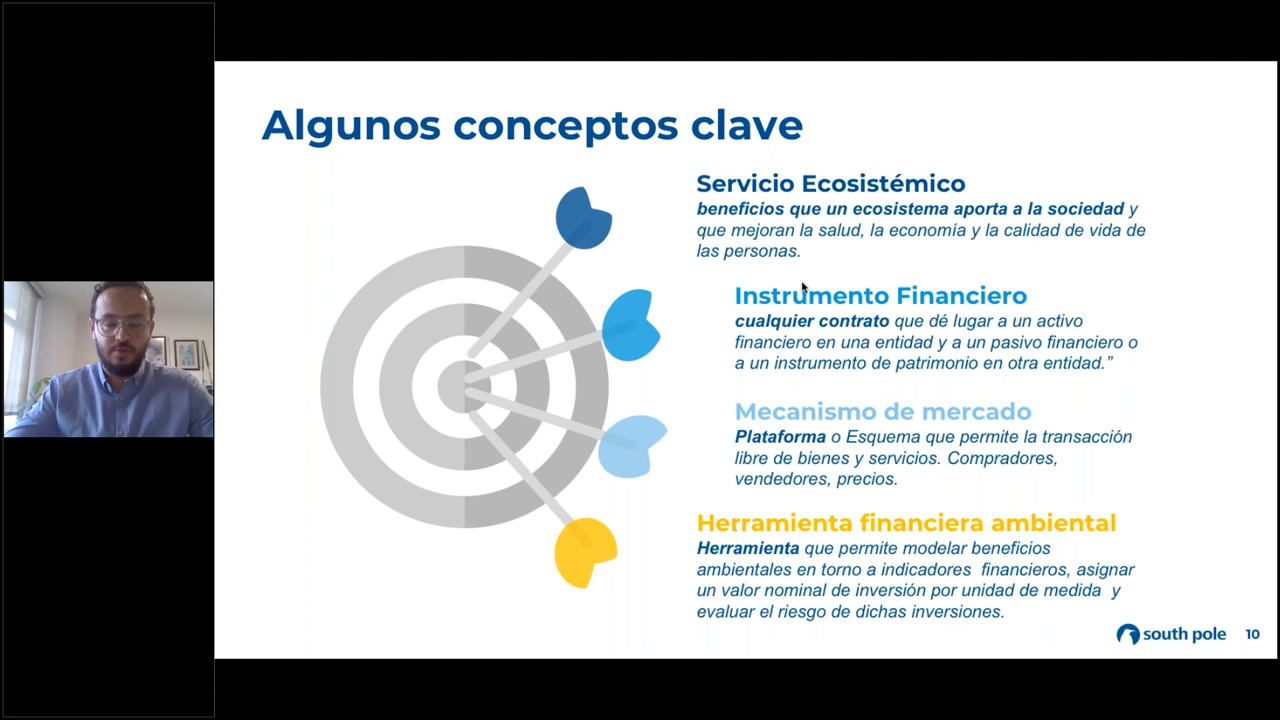 Algunos conceptos clave
Servicio Ecosistémico
beneficios que un ecosistema aporta a la sociedad y
que mejoran la salud, la economía y la calidad de vida de
las personas.
Instrumento Financiero
cualquier contrato que dé lugar a un activo
financiero en una entidad y a un pasivo financiero o
a un instrumento de patrimonio en otra entidad.”
Mecanismo de mercado
Plataforma o Esquema que permite la transacción
libre de bienes y servicios. Compradores,
vendedores, precios.
Herramienta financiera ambiental
Herramienta que permite modelar beneficios
ambientales en torno a indicadores  financieros, asignar
un valor nominal de inversión por unidad de medida  y
evaluar el riesgo de dichas inversiones.
south pole 10